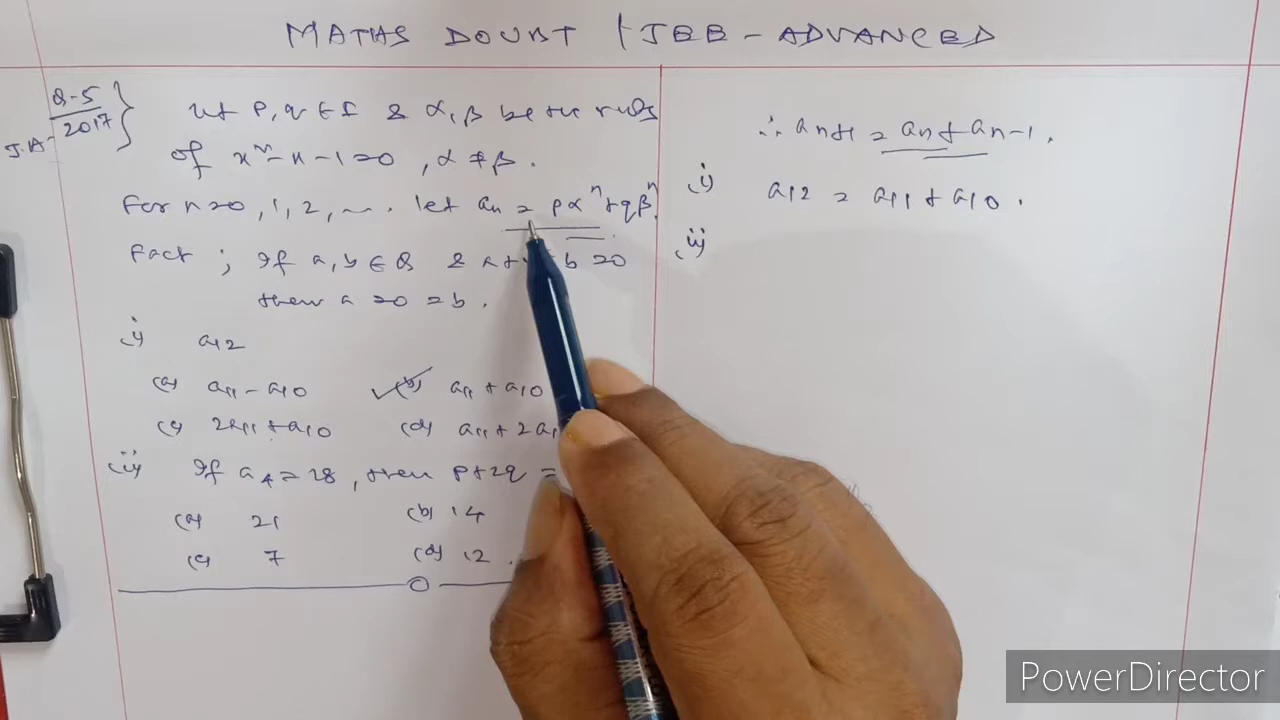 MATHS DOUBT | JEE - ADVANCED
Q-5
J.A- 2017
Let P, q ∈ I & α, β be the roots
of x² - x - 1 = 0, α ≠ β.
For n = 0, 1, 2, .... let an = pαⁿ + qβⁿ.
Fact ; If a, b ∈ Q & b = 0
then a = 0 = b.
i) a12
(a) a11 - a10 (b) a11 + a10
(c) 2a11 + a10 (d) a11 + 2a1
ii) If a4 = 28, then p + 2q =
(a) 21 (b) 14
(c) 7 (d) 12.
∴ an+1 = an + an-1.
i) a12 = a11 + a10.
ii)
PowerDirector